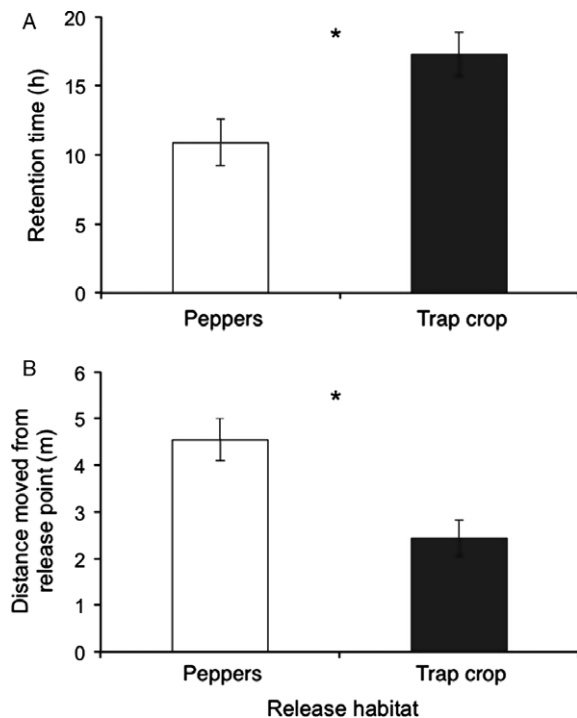 A
20
15
10
5
0
Retention time (h)
*
Peppers
Trap crop
B
6
5
4
3
2
1
0
Distance moved from
release point (m)
*
Peppers
Trap crop
Release habitat